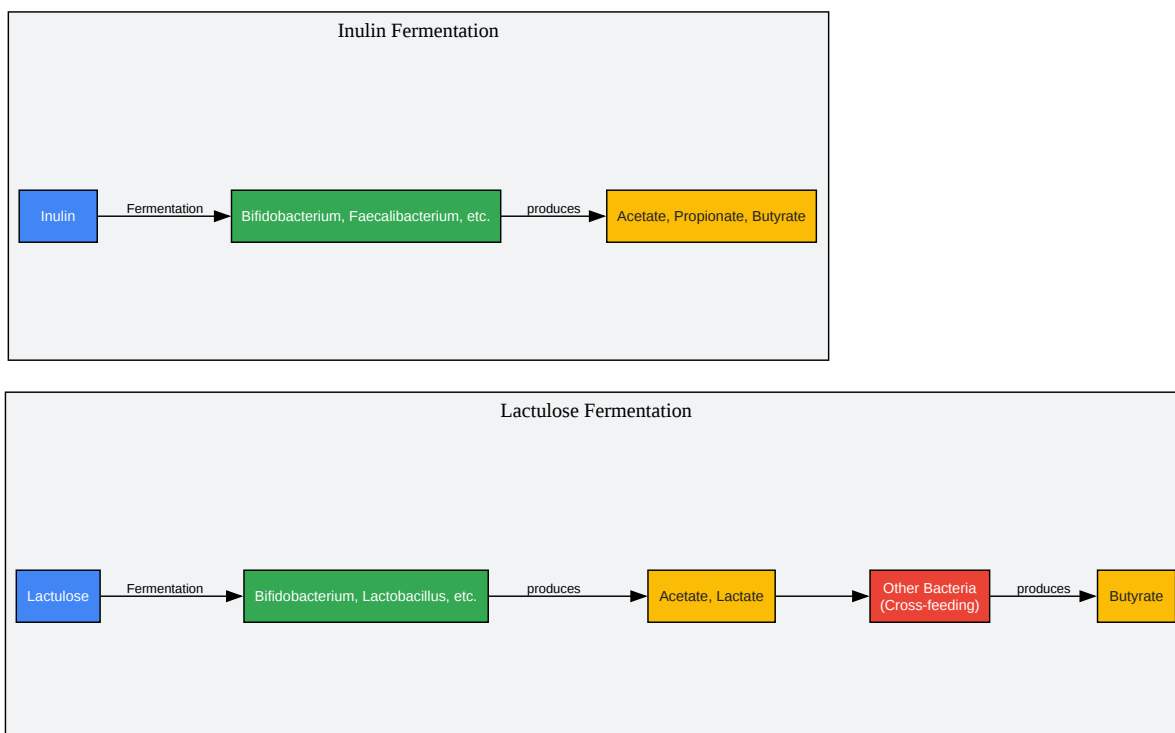 Inulin Fermentation
Inulin
Fermentation
Bifidobacterium, Faecalibacterium, etc.
produces
Acetate, Propionate, Butyrate
Lactulose Fermentation
Lactulose
Fermentation
Bifidobacterium, Lactobacillus, etc.
produces
Acetate, Lactate
Other Bacteria
(Cross-feeding)
produces
Butyrate